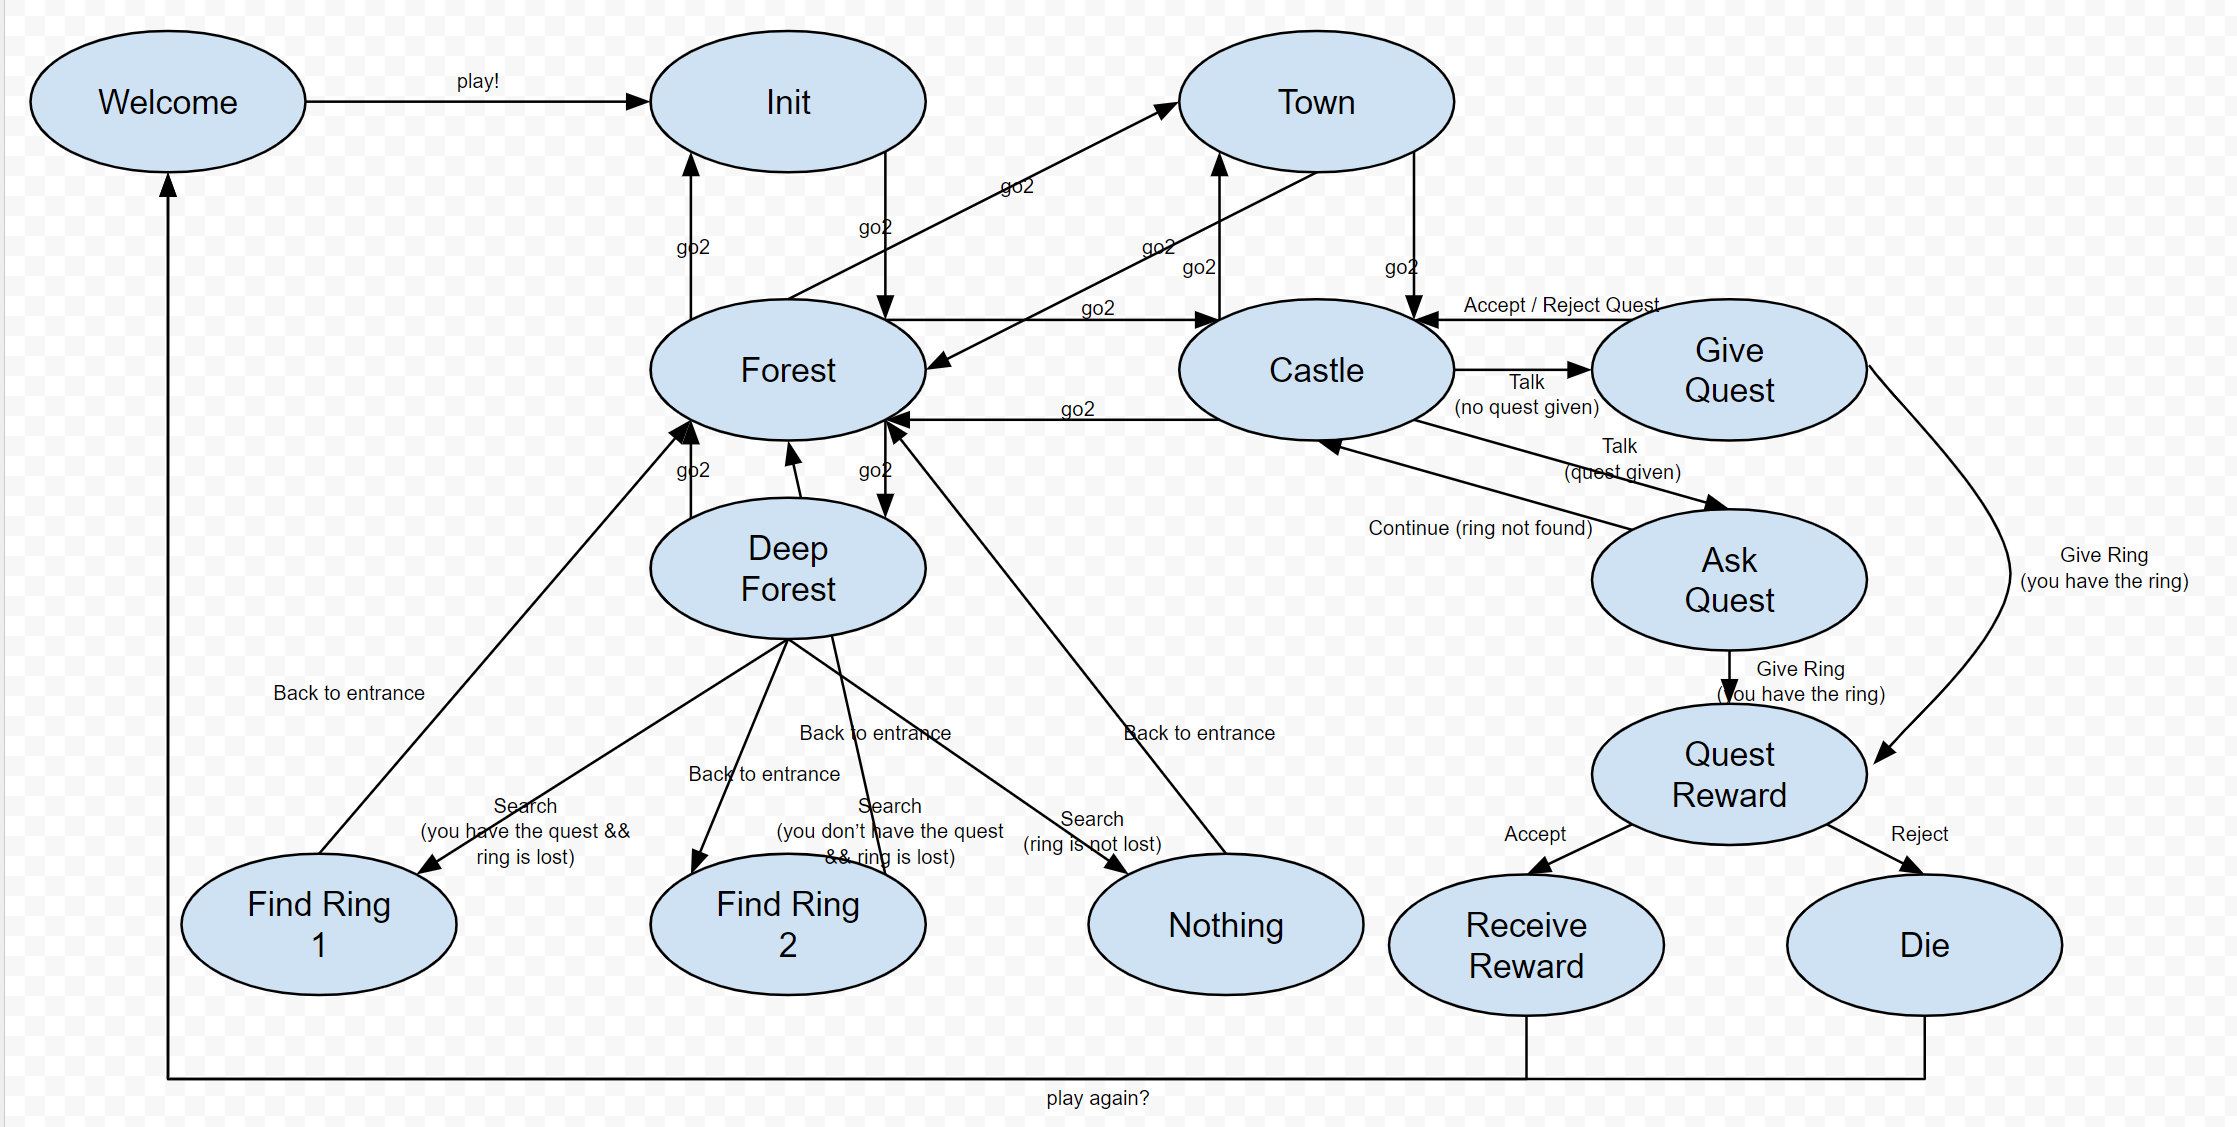 Welcome
play!
Init
Town
go2
go2
go2
go2
go2
go2
go2
Accept / Reject Quest
Forest
go2
Castle
Give
Quest
Talk
(no quest given)
go2
go2
go2
Talk
(quest given)
Continue (ring not found)
Deep
Forest
Ask
Quest
Give Ring
(you have the ring)
Give Ring
(you have the ring)
Back to entrance
Back to entrance
Back to entrance
Back to entrance
Quest
Reward
Search
(you have the quest &&
ring is lost)
Search
(you don't have the quest
&& ring is lost)
Search
(ring is not lost)
Accept
Reject
Find Ring
1
Find Ring
2
Nothing
Receive
Reward
Die
play again?